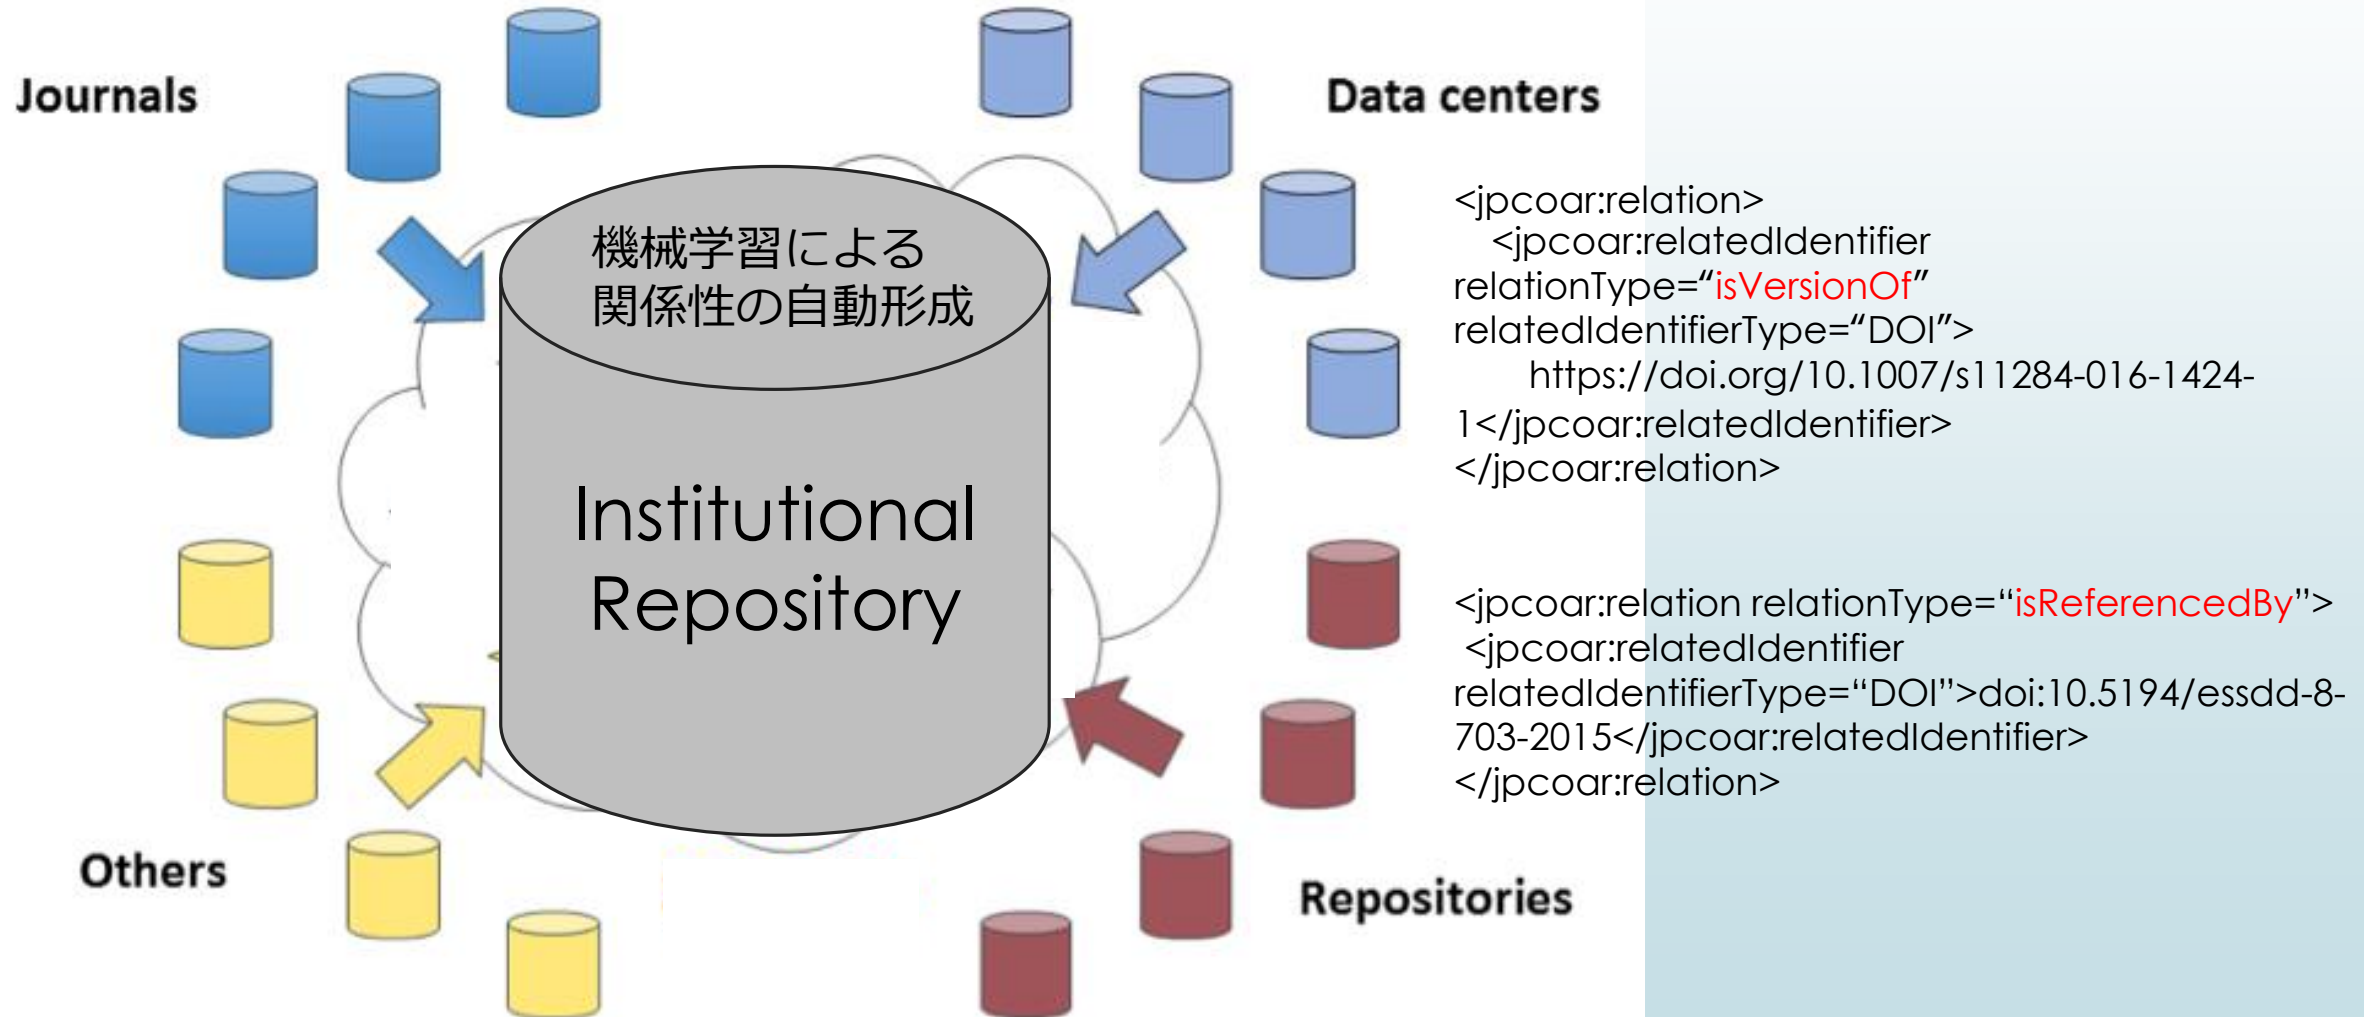 Journals
Data centers
機械学習による
関係性の自動形成
Institutional
Repository
Others
Repositories
<jpcoar:relation>
<jpcoar:relatedIdentifier
relationType=“isVersionOf”
relatedIdentifierType=“DOI”>
https://doi.org/10.1007/s11284-016-1424-
1</jpcoar:relatedIdentifier>
</jpcoar:relation>
<jpcoar:relation relationType=“isReferencedBy”>
<jpcoar:relatedIdentifier
relatedIdentifierType=“DOI”>doi:10.5194/essdd-8-
703-2015</jpcoar:relatedIdentifier>
</jpcoar:relation>